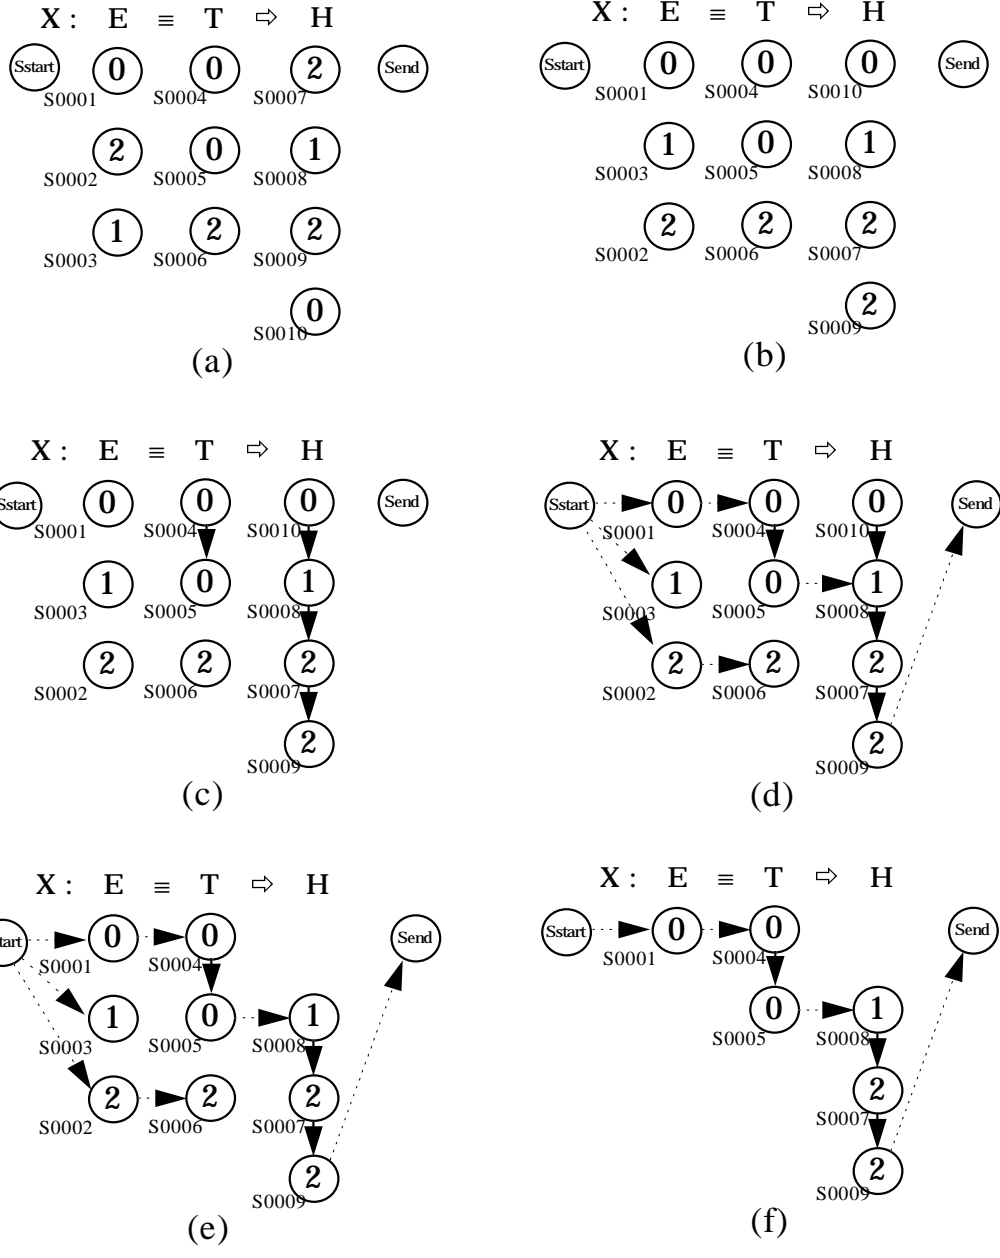 X : E ≡ T ⇨ H
Sstart 0 0 2 Send
S0001 S0004 S0007
2 0 1
S0002 S0005 S0008
1 2 2
S0003 S0006 S0009
0
S0010
(a)
X : E ≡ T ⇨ H
Sstart 0 0 0 Send
S0001 S0004 S0010
1 0 1
S0003 S0005 S0008
2 2 2
S0002 S0006 S0007
2
S0009
(b)
X : E ≡ T ⇨ H
Sstart 0 0 0 Send
S0001 S0004 S0010
1 0 1
S0003 S0005 S0008
2 2 2
S0002 S0006 S0007
2
S0009
(c)
X : E ≡ T ⇨ H
Sstart 0 0 0 Send
S0001 S0004 S0010
1 0 1
S0003 S0005 S0008
2 2 2
S0002 S0006 S0007
2
S0009
(d)
X : E ≡ T ⇨ H
tart 0 0 Send
S0001 S0004
1 0 1
S0003 S0005 S0008
2 2 2
S0002 S0006 S0007
2
S0009
(e)
X : E ≡ T ⇨ H
Sstart 0 0 Send
S0001 S0004
0 1
S0005 S0008
2
S0007
2
S0009
(f)